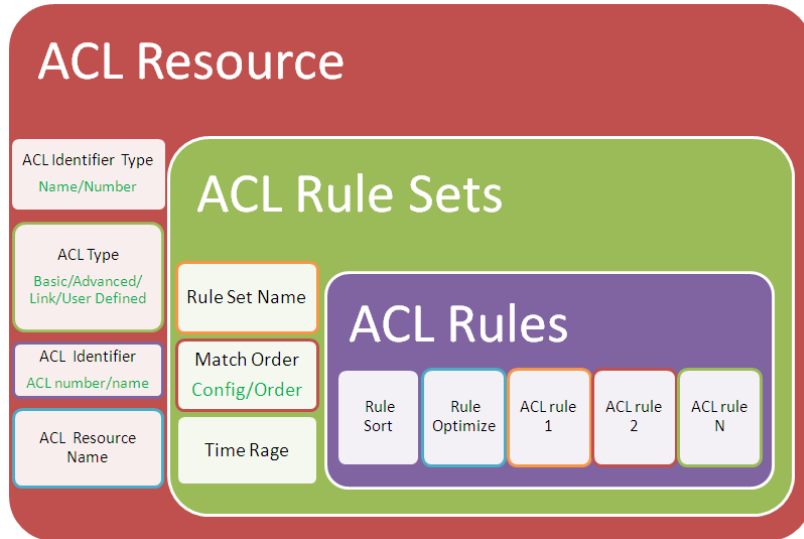 ACL Resource
ACL Identifier Type
Name/Number
ACL Type
Basic/Advanced/
Link/User Defined
ACL Identifier
ACL number/name
ACL Resource
Name
ACL Rule Sets
Rule Set Name
Match Order
Config/Order
Time Rage
ACL Rules
Rule
Sort
Rule
Optimize
ACL rule
1
ACL rule
2
ACL rule
N